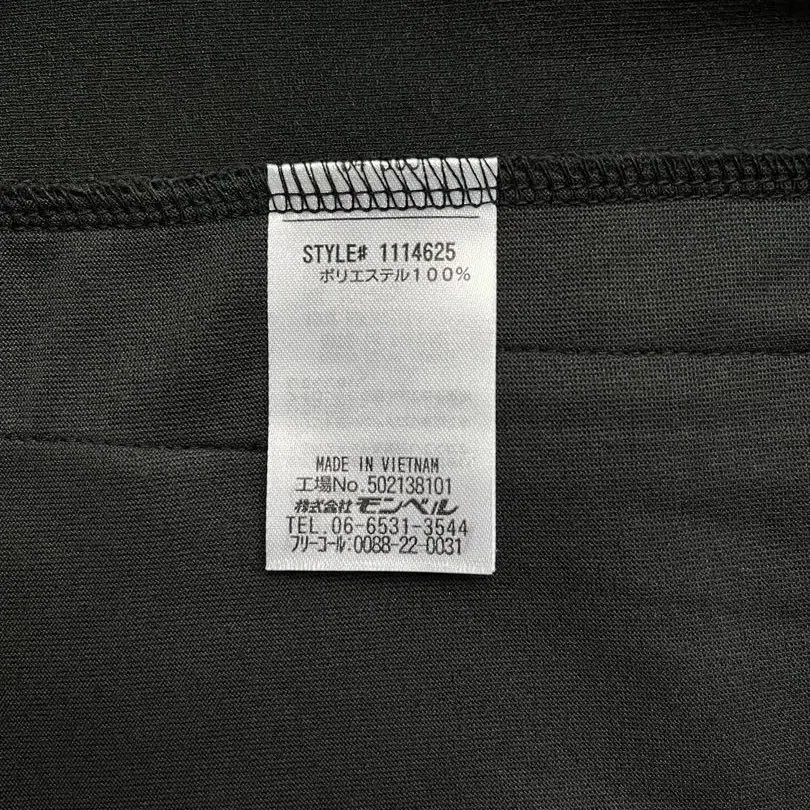 STYLE# 1114625
ポリエステル100%
MADE IN VIETNAM
工場No.502138101
株式会社モンベル
TEL.06-6531-3544
フリーコール:0088-22-0031